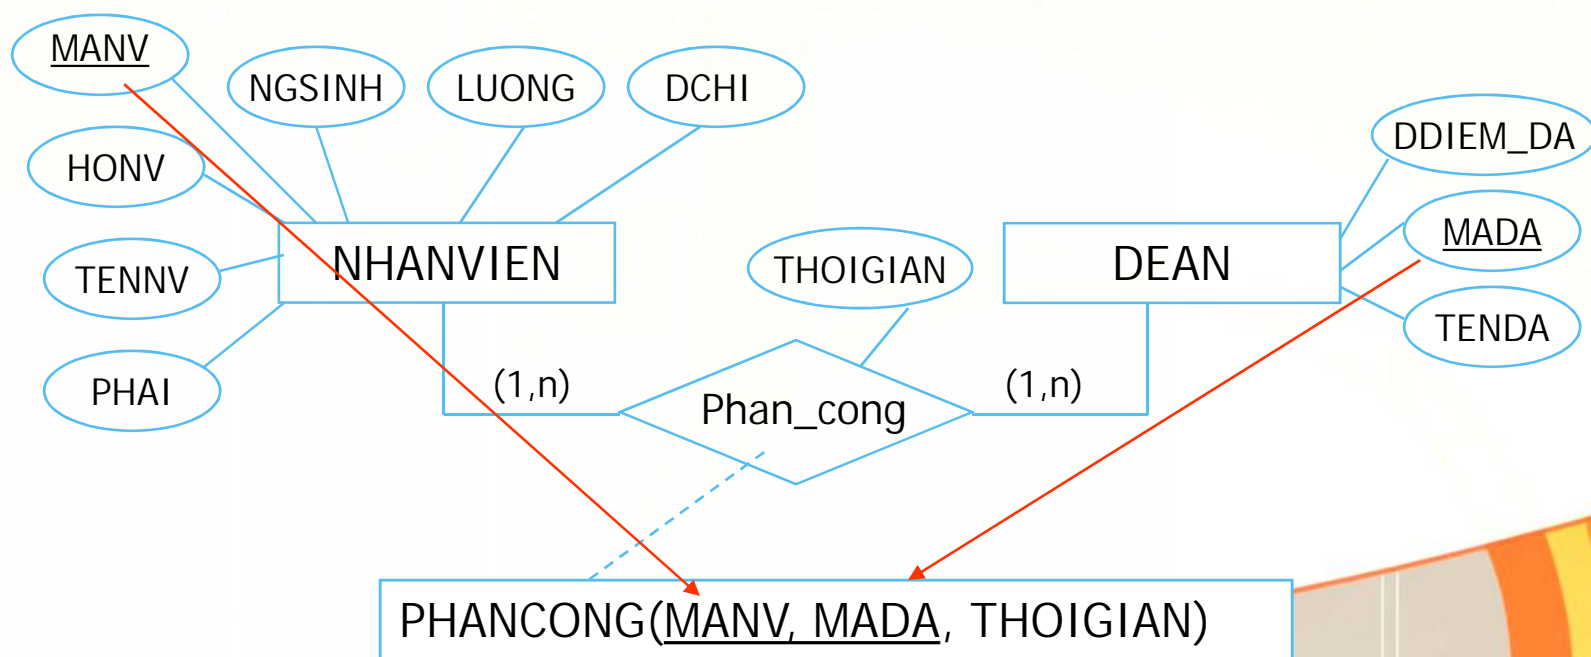 MANV
NGSINH
LUONG
DCHI
DDIEM_DA
HONV
MADA
NHANVIEN
THOIGIAN
DEAN
TENNV
TENDA
PHAI
(1,n)
(1,n)
Phan_cong
PHANCONG(MANV, MADA, THOIGIAN)